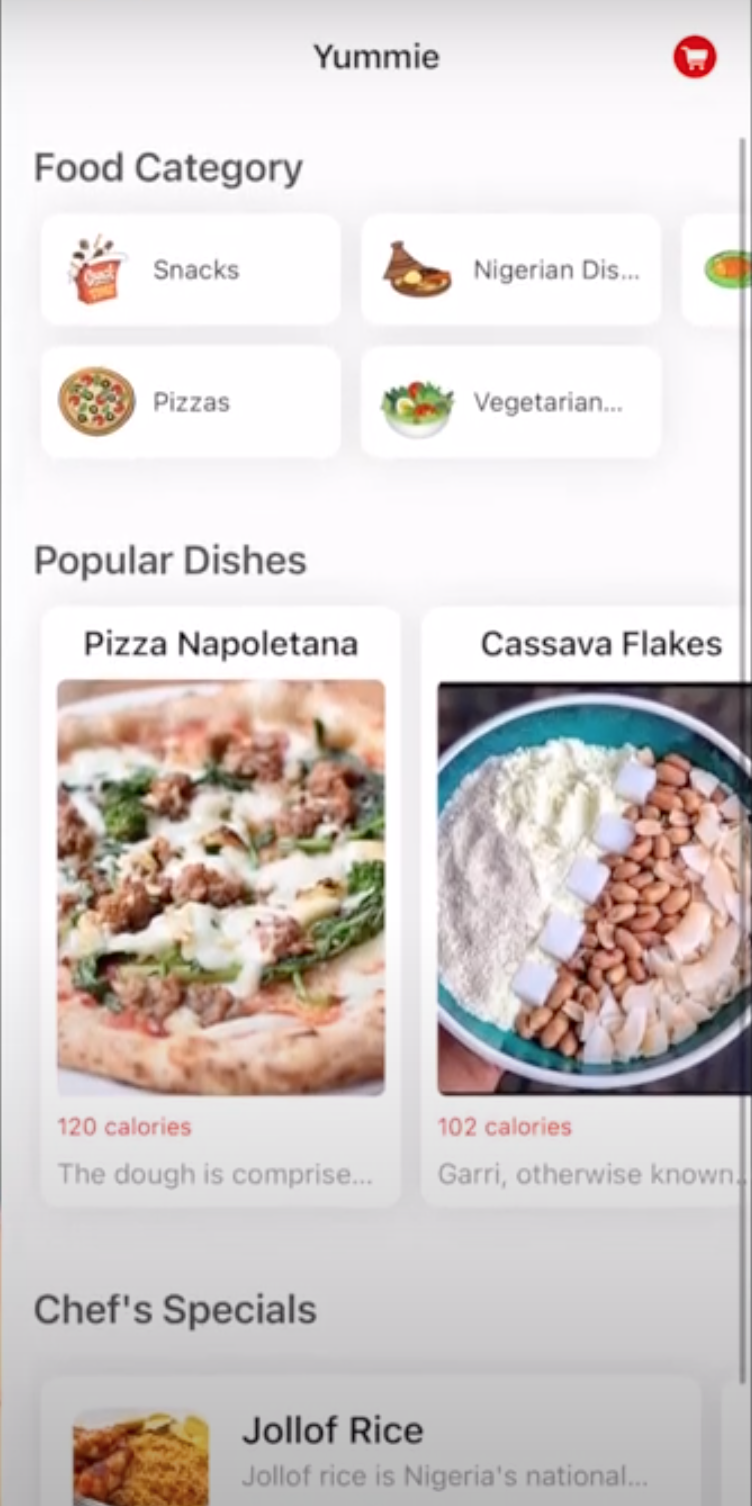 Yummie
Food Category
Snacks
Nigerian Dis...
Pizzas
Vegetarian...
Popular Dishes
Pizza Napoletana
Cassava Flakes
120 calories
102 calories
The dough is comprise...
Garri, otherwise known...
Chef's Specials
Jollof Rice
Jollof rice is Nigeria's national...